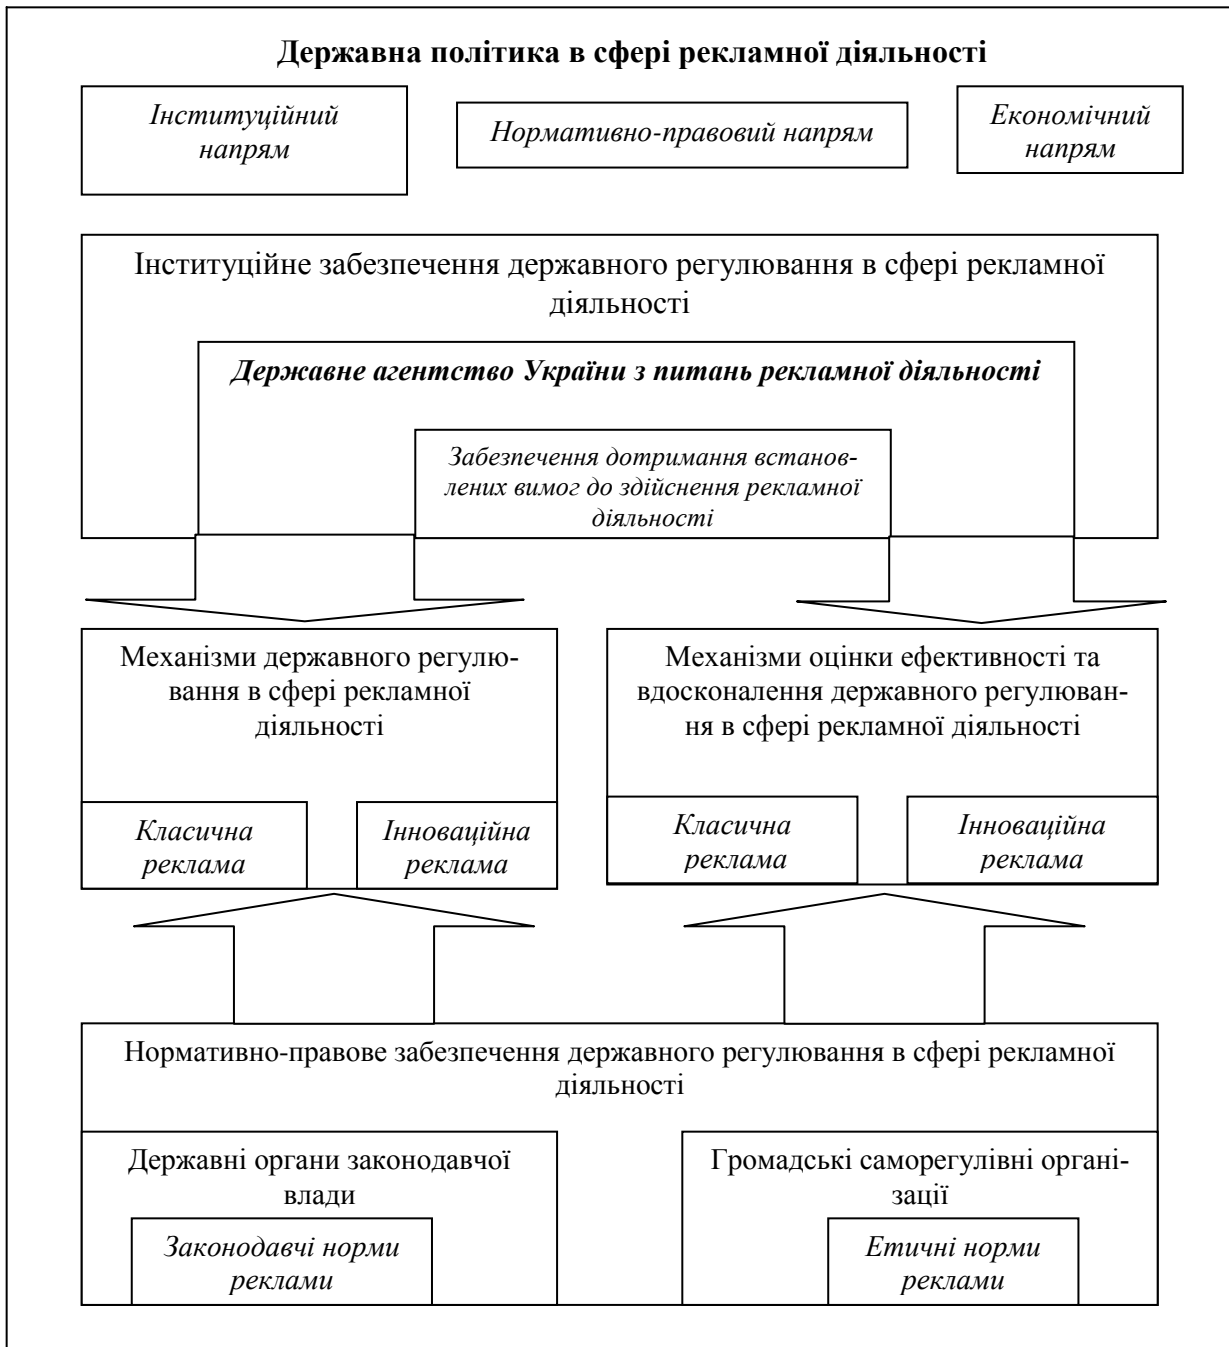 Державна політика в сфері рекламної діяльності
Інституційний
напрям
Нормативно-правовий напрям
Економічний
напрям
Інституційне забезпечення державного регулювання в сфері рекламної
діяльності
Державне агентство України з питань рекламної діяльності
Забезпечення дотримання встанов-
лених вимог до здійснення рекламної
діяльності
Механізми державного регулю-
вання в сфері рекламної
діяльності
Класична
реклама
Інноваційна
реклама
Механізми оцінки ефективності та
вдосконалення державного регулюван-
ня в сфері рекламної діяльності
Класична
реклама
Інноваційна
реклама
Нормативно-правове забезпечення державного регулювання в сфері рекламної
діяльності
Державні органи законодавчої
влади
Законодавчі норми
реклами
Громадські саморегулівні органі-
зації
Етичні норми
реклами